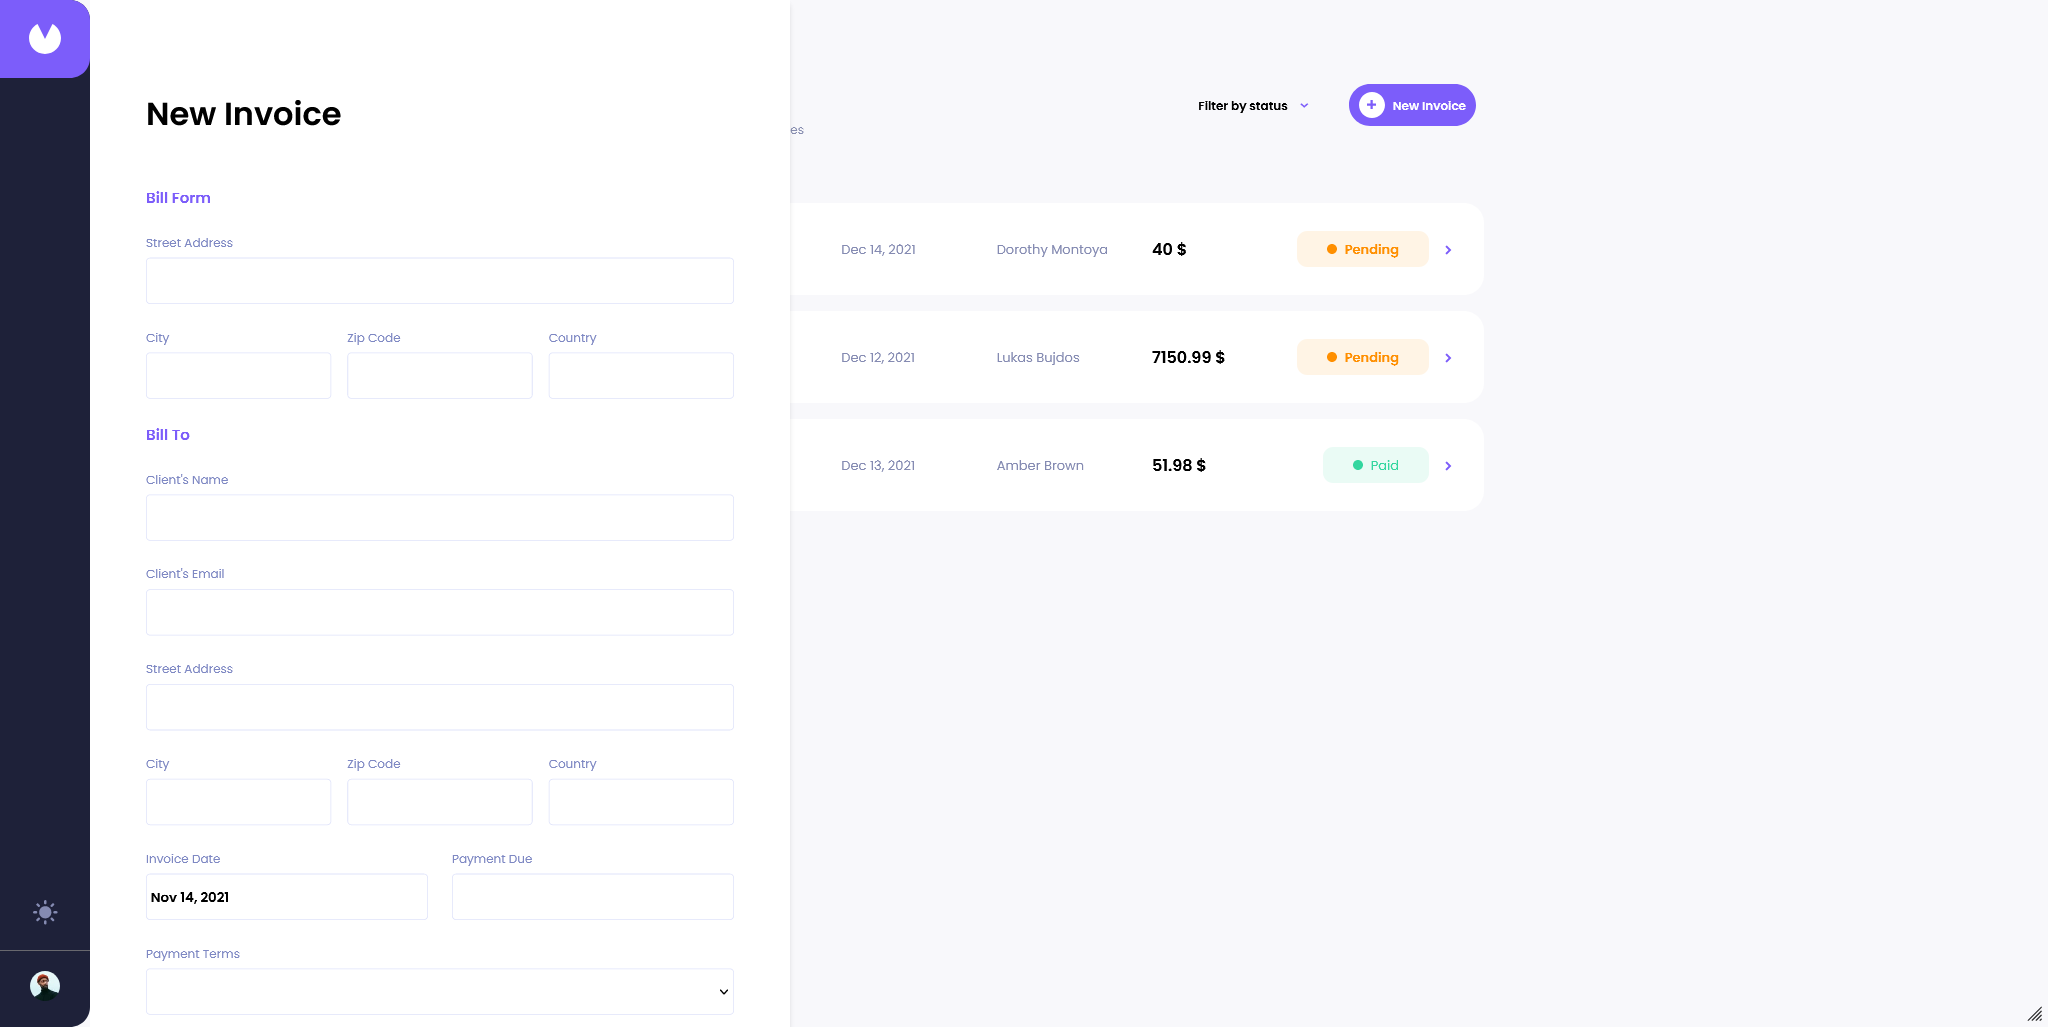 New Invoice
Bill Form
Street Address
City Zip Code Country
Bill To
Client's Name
Client's Email
Street Address
City Zip Code Country
Invoice Date Payment Due
Nov 14, 2021
Payment Terms
Filter by status New Invoice
es
Dec 14, 2021 Dorothy Montoya 40 $ Pending
Dec 12, 2021 Lukas Bujdos 7150.99 $ Pending
Dec 13, 2021 Amber Brown 51.98 $ Paid